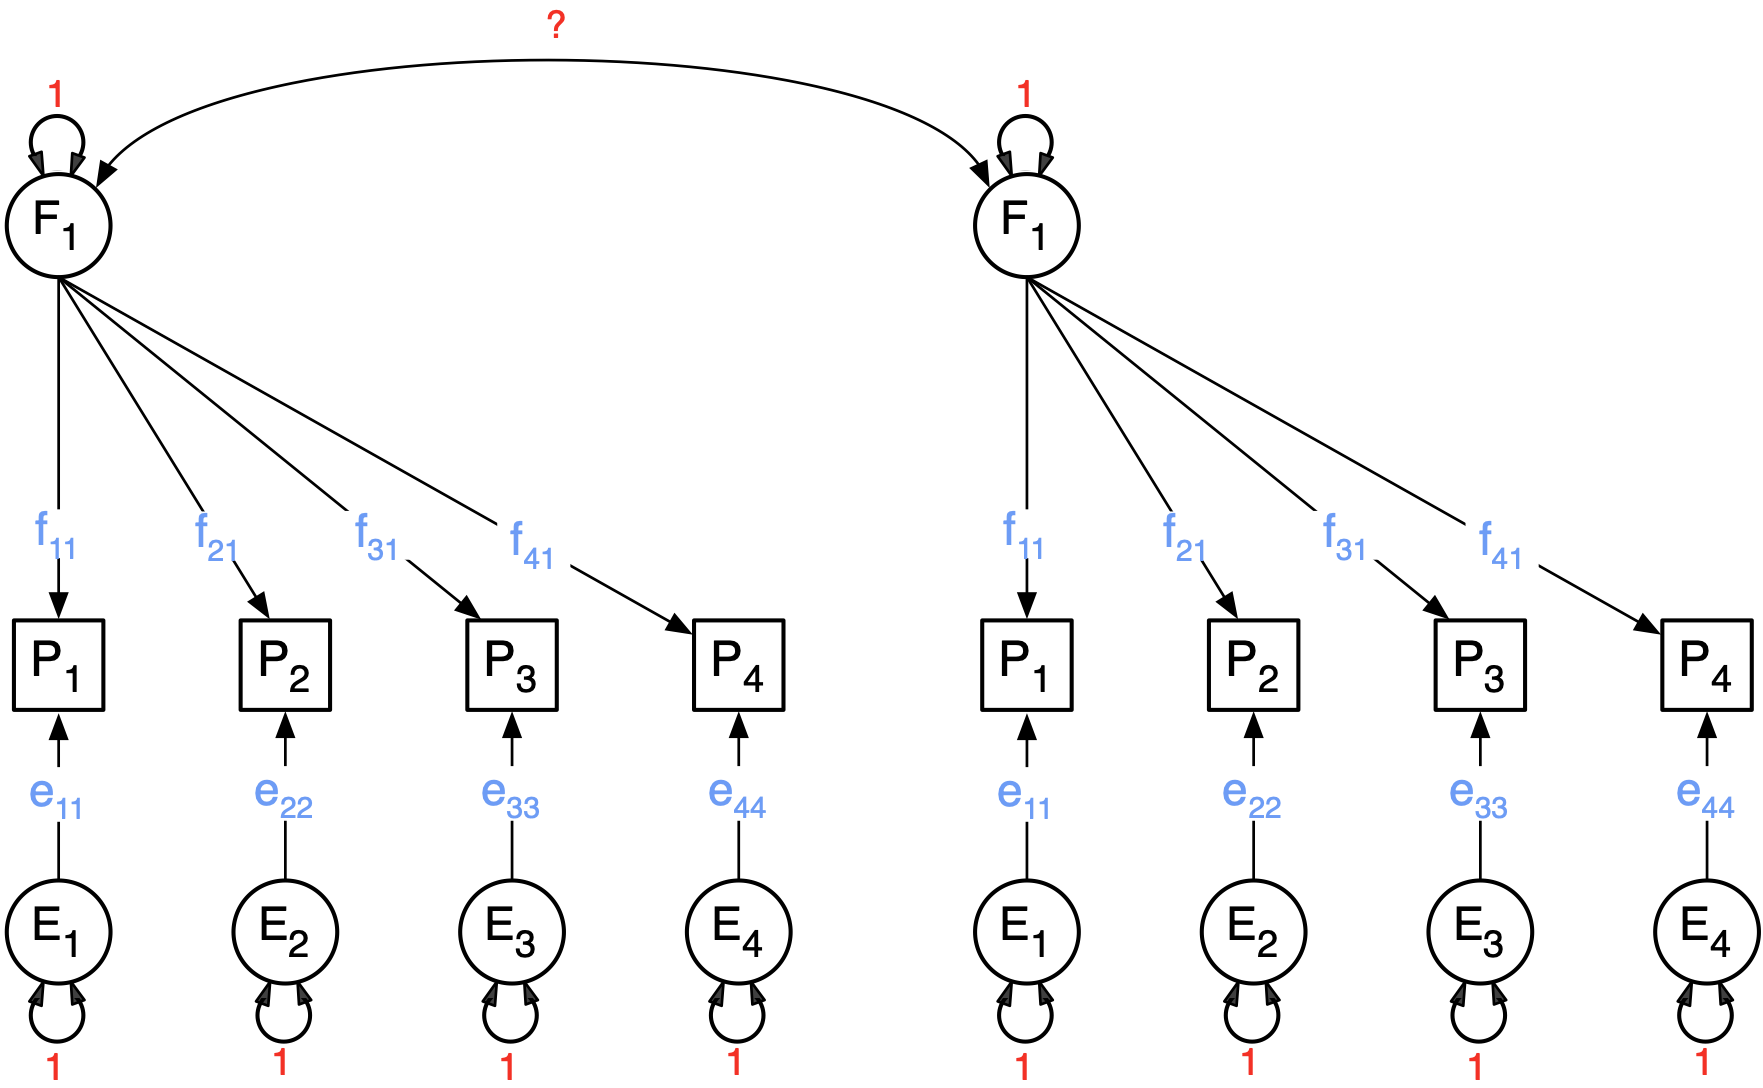 ?
1 1
F1 F1
f11 f21 f31 f41 f11 f21 f31 f41
P1 P2 P3 P4 P1 P2 P3 P4
e11 e22 e33 e44 e11 e22 e33 e44
E1 E2 E3 E4 E1 E2 E3 E4
1 1 1 1 1 1 1 1